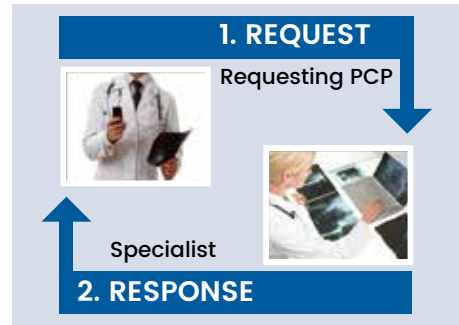 1. REQUEST
Requesting PCP
Specialist
2. RESPONSE